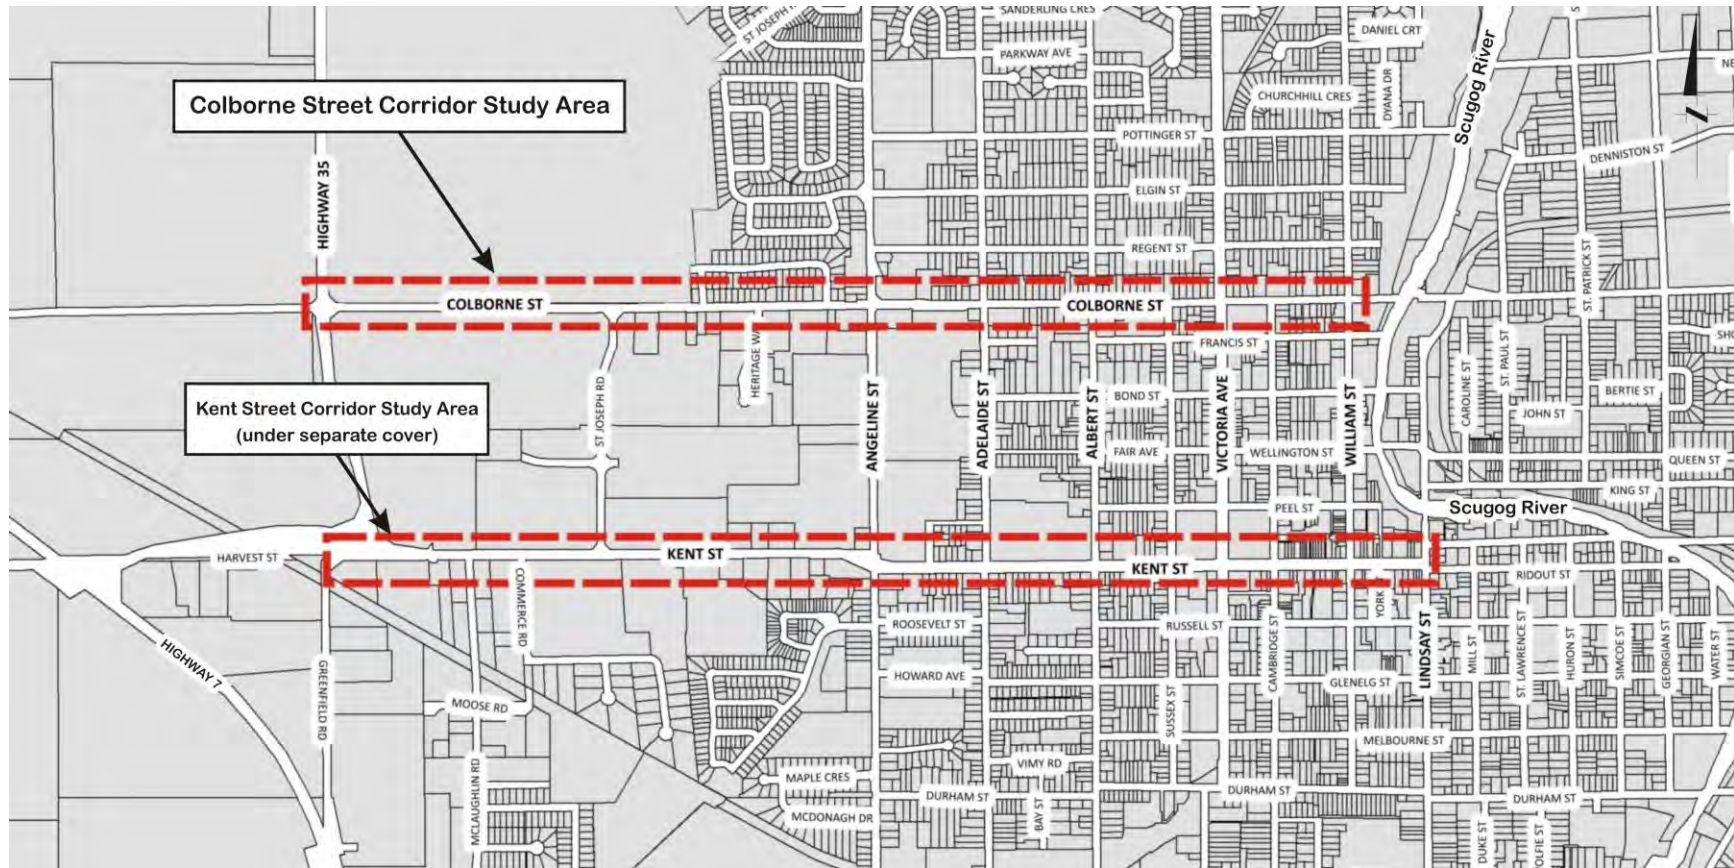 SANDERLING CRES
ST JOSEPH
DANIEL CRT
PARKWAY AVE
Colborne Street Corridor Study Area
CHURCHHILL CRES
DYANA DR
Scugog River
POTTINGER ST
DENNISTON ST
HIGHWAY 35
ELGIN ST
REGENT ST
ST. PATRICK ST
COLBORNE ST
COLBORNE ST
FRANCIS ST
HERITAGE
ST. PAUL ST
CAROLINE ST
Kent Street Corridor Study Area
(under separate cover)
ST JOSEPH RD
ANGELINE ST
ADELAIDE ST
ALBERT ST
VICTORIA AVE
WILLIAM ST
BOND ST
BERTIE ST
JOHN ST
FAIR AVE
WELLINGTON ST
QUEEN ST
KING ST
PEEL ST
Scugog River
HARVEST ST
KENT ST
KENT ST
RIDOUT ST
COMMERCE RD
YORK
ROOSEVELT ST
RUSSELL ST
CAMBRIDGE ST
LINDSAY ST
MILL ST
ST. LAWRENCE ST
HURON ST
SIMCOE ST
GEORGIAN ST
WATER ST
HIGHWAY 7
GREENFIELD RD
HOWARD AVE
GLENELG ST
MOOSE RD
SUSSEX ST
MELBOURNE ST
MCLAUGHLIN RD
VIMY RD
MAPLE CRES
DURHAM ST
DURHAM ST
DURHAM ST
MCDONAGH DR
BAY ST
DUKE ST
OLFIE ST